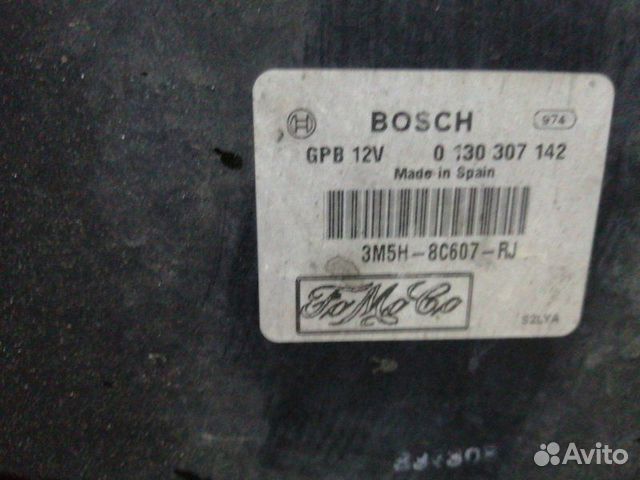 BOSCH 974
GPB 12V 0 130 307 142
Made in Spain
3M5H-8C607-RJ
FoMoCo
S2LYA
Avito